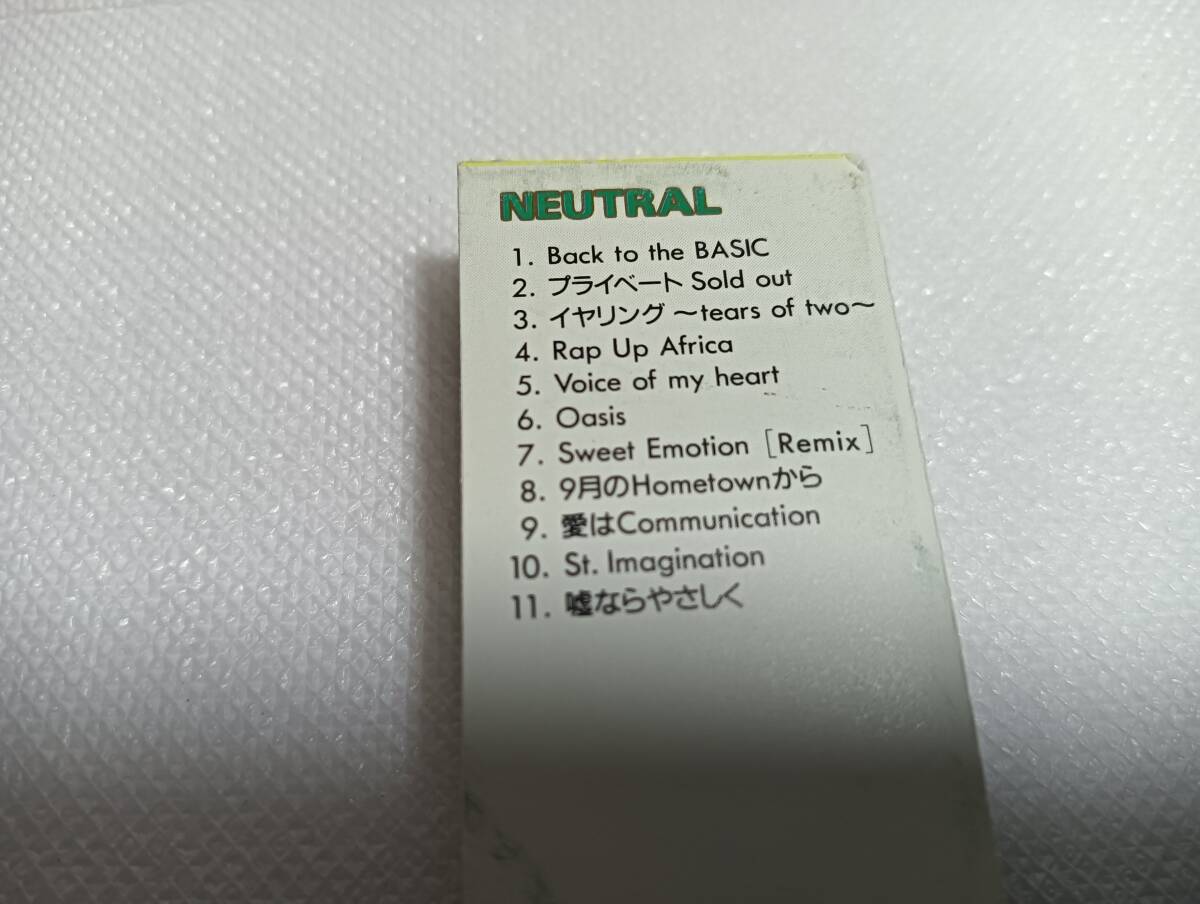 NEUTRAL
1. Back to the BASIC
2. プライベート Sold out
3. イヤリング 〜tears of two〜
4. Rap Up Africa
5. Voice of my heart
6. Oasis
7. Sweet Emotion [Remix]
8. 9月のHometownから
9. 愛はCommunication
10. St. Imagination
11. 嘘ならやさしく